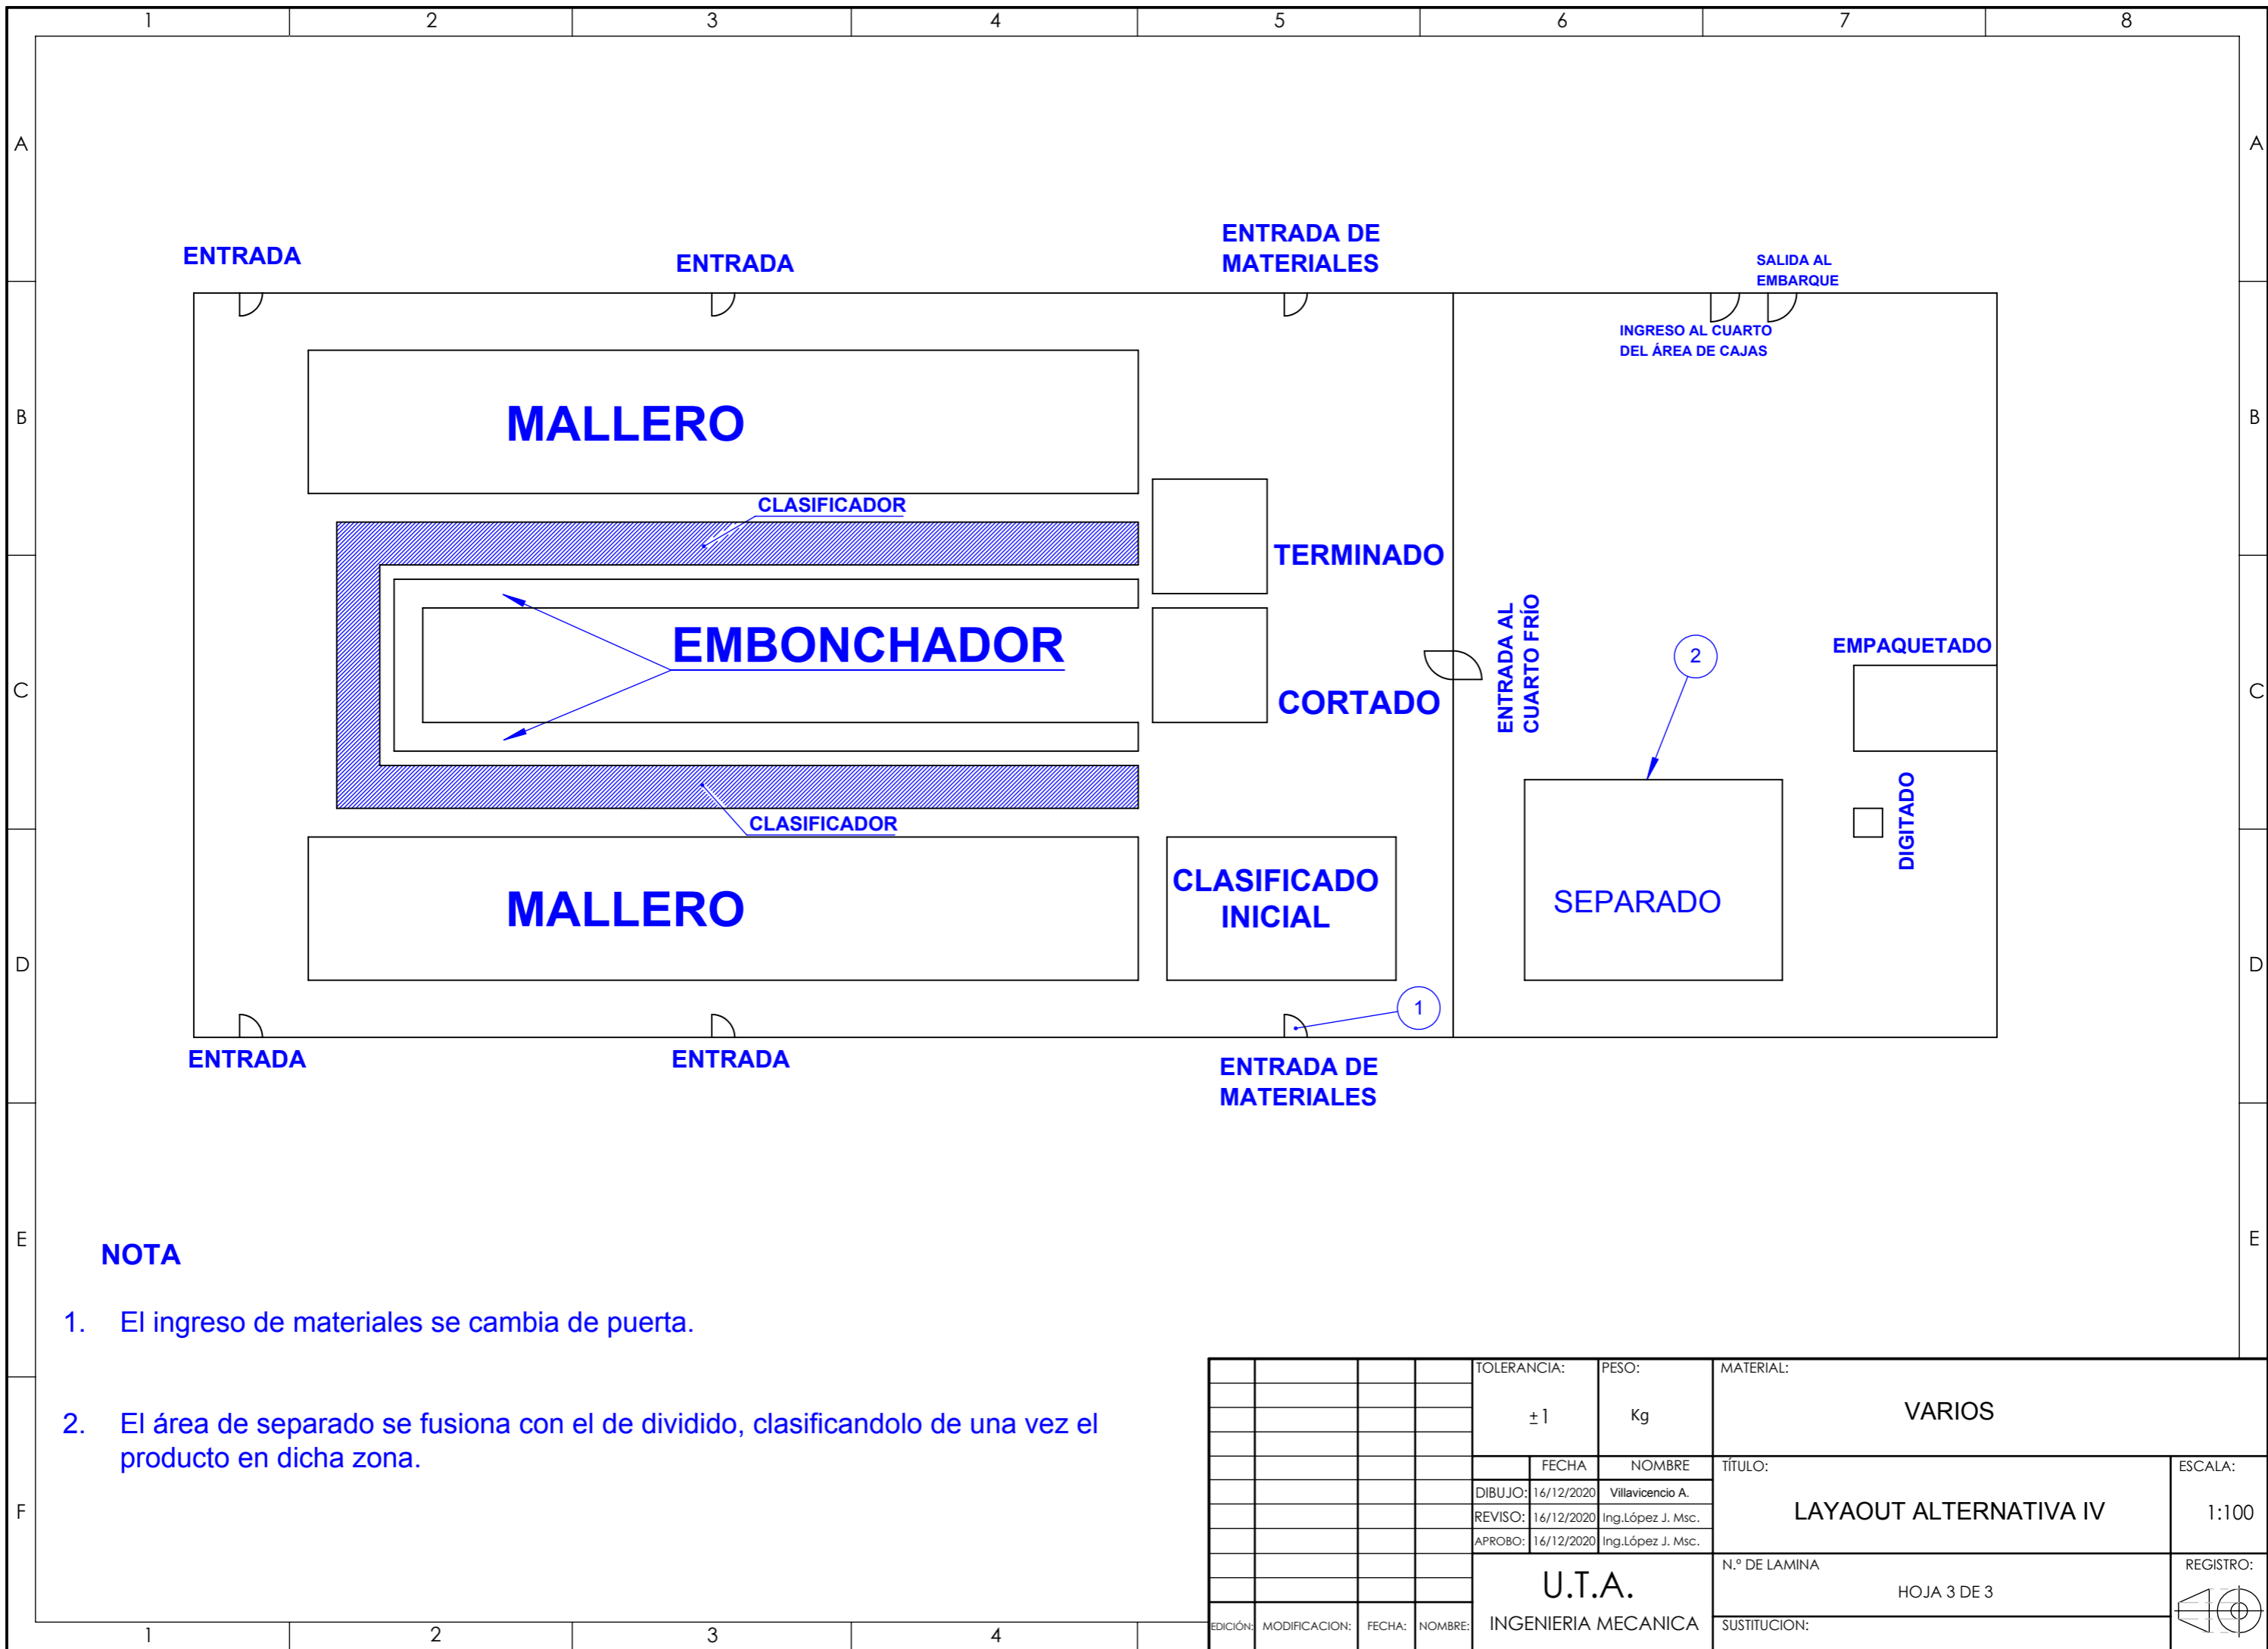 1 2 3 4 5 6 7 8
A A
ENTRADA
ENTRADA
ENTRADA DE
MATERIALES
SALIDA AL
EMBARQUE
INGRESO AL CUARTO
DEL ÁREA DE CAJAS
B B
MALLERO
CLASIFICADOR
TERMINADO
EMBONCHADOR
ENTRADA AL
CUARTO FRÍO
2
EMPAQUETADO
C C
CORTADO
DIGITADO
CLASIFICADOR
MALLERO
CLASIFICADO
INICIAL
SEPARADO
D D
1
ENTRADA
ENTRADA
ENTRADA DE
MATERIALES
E E
NOTA
1. El ingreso de materiales se cambia de puerta.
2. El área de separado se fusiona con el de dividido, clasificandolo de una vez el
producto en dicha zona.
F
TOLERANCIA: PESO: MATERIAL:
±1 Kg VARIOS
FECHA NOMBRE TÍTULO: ESCALA:
DIBUJO: 16/12/2020 Villavicencio A.
REVISO: 16/12/2020 Ing.López J. Msc.
APROBO: 16/12/2020 Ing.López J. Msc.
LAYAOUT ALTERNATIVA IV 1:100
U.T.A.
INGENIERIA MECANICA
N.º DE LAMINA REGISTRO:
HOJA 3 DE 3
SUSTITUCION:
EDICIÓN: MODIFICACION: FECHA: NOMBRE:
1 2 3 4